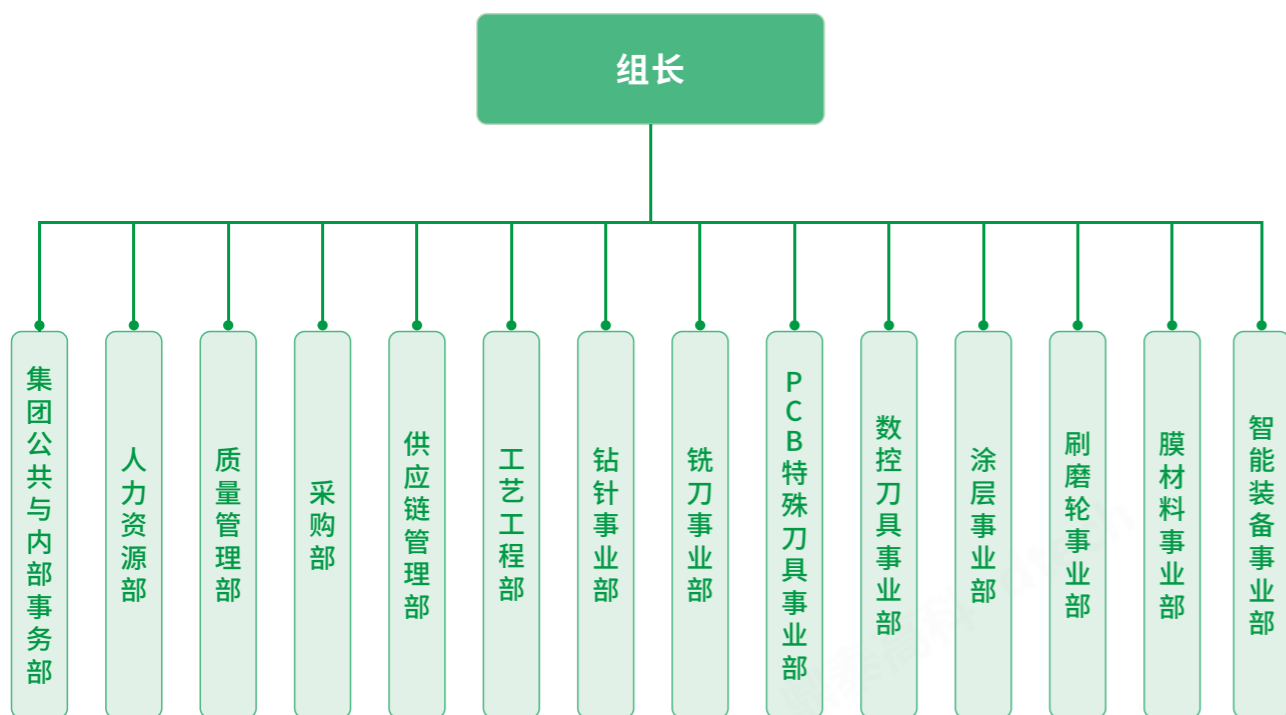 组长
集团公共与内部事务部
人力资源部
质量管理部
采购部
供应链管理部
工艺工程部
钻针事业部
铣刀事业部
PCB特殊刀具事业部
数控刀具事业部
涂层事业部
刷磨轮事业部
膜材料事业部
智能装备事业部